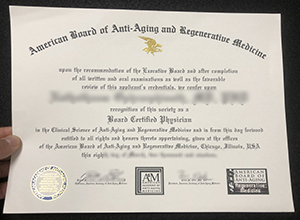 American Board of Anti-Aging and Regenerative Medicine
upon the recommendation of the Executive Board and after completion
of all written and oral examinations as well as the favorable
review of this applicant's credentials, we confer upon
recognition of this society as a
Board Certified Physician
in the Clinical Science of Anti-Aging and Regenerative Medicine and is from this day forward
entitled to all rights and honors thereto appertaining, given at the offices
of the American Board of Anti-Aging and Regenerative Medicine, Chicago, Illinois, USA
this eighth day of March,
AMERICAN
BOARD OF
ANTI-AGING
Regenerative
Medicine